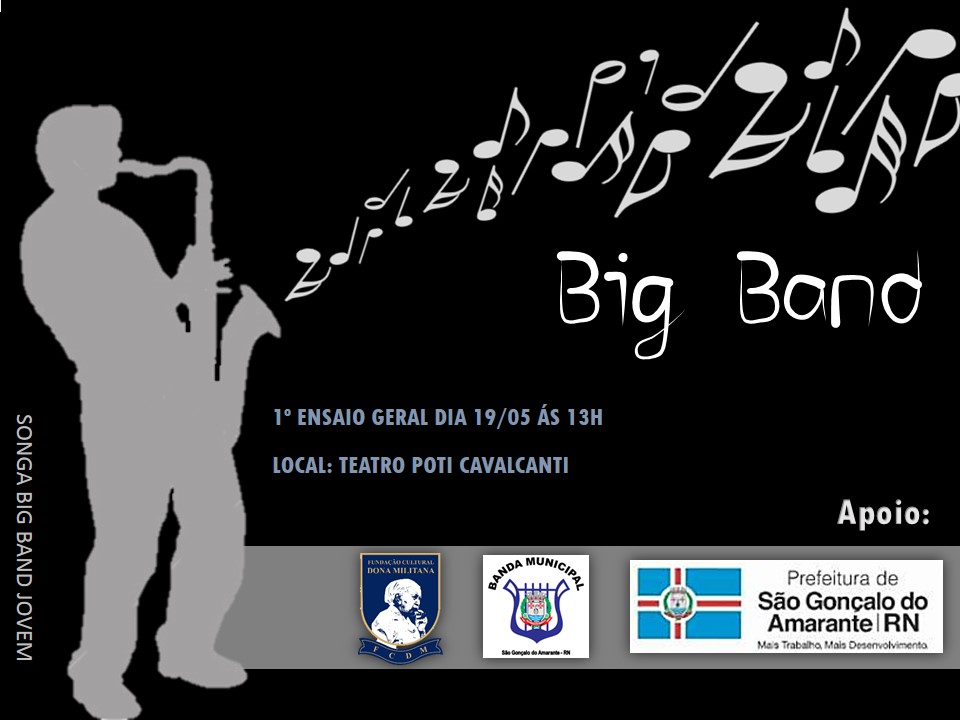 Big Band
1º ENSAIO GERAL DIA 19/05 ÁS 13H
LOCAL: TEATRO POTI CAVALCANTI
SONGA BIG BAND JOVEM
Apoio:
FUNDAÇÃO CULTURAL
DONA MILITANA
F C D M
BANDA MUNICIPAL
São Gonçalo do Amarante - RN
Prefeitura de
São Gonçalo do
Amarante|RN
Mais Trabalho, Mais Desenvolvimento.